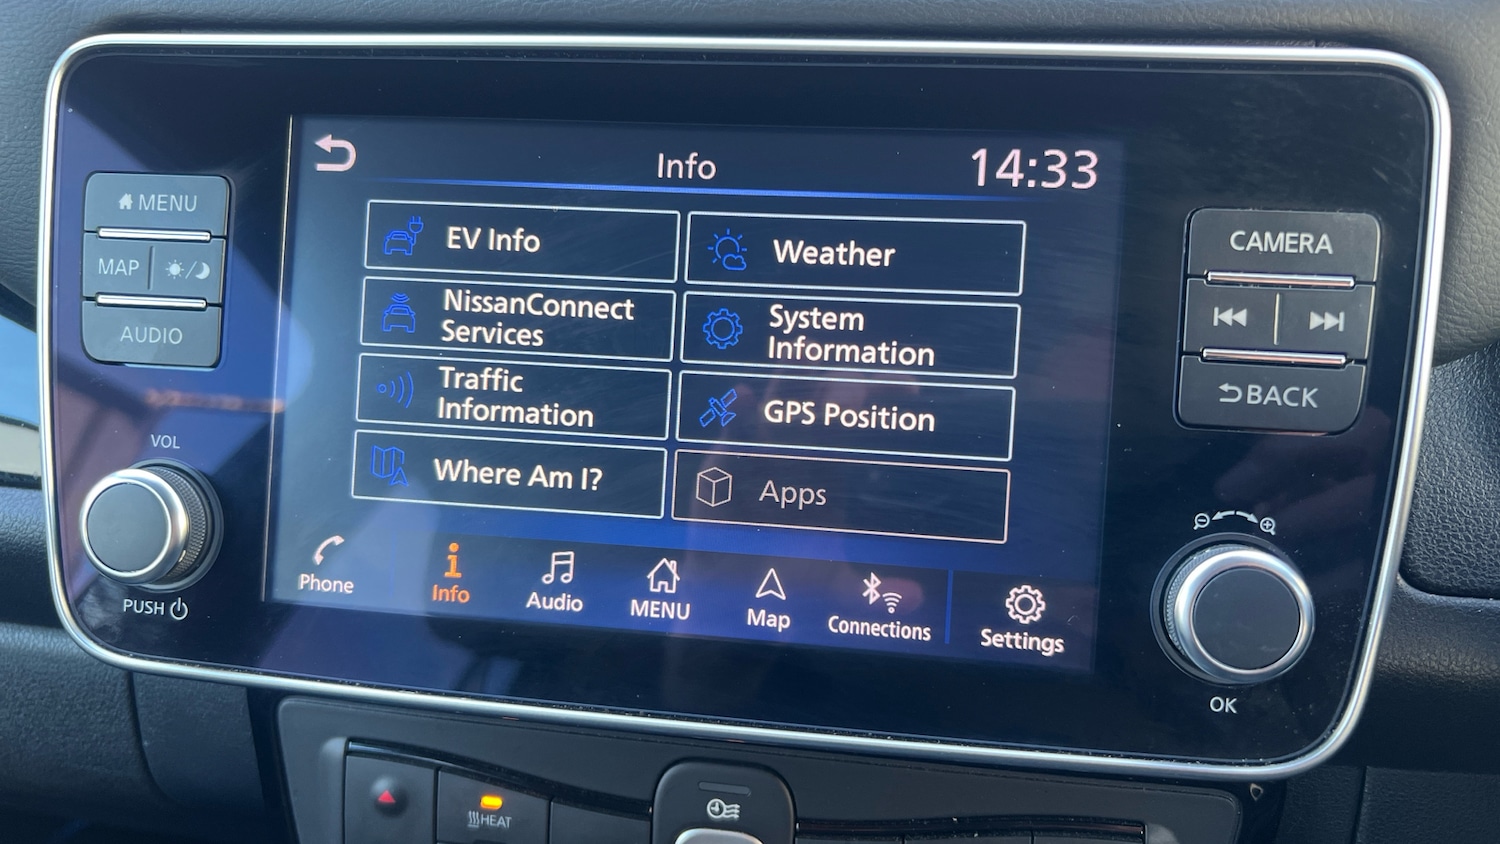 Info
14:33
MENU
MAP
AUDIO
VOL
PUSH
EV Info
Weather
NissanConnect
Services
System
Information
Traffic
Information
GPS Position
Where Am I?
Apps
Phone
Info
Audio
MENU
Map
Connections
Settings
CAMERA
BACK
OK
HEAT